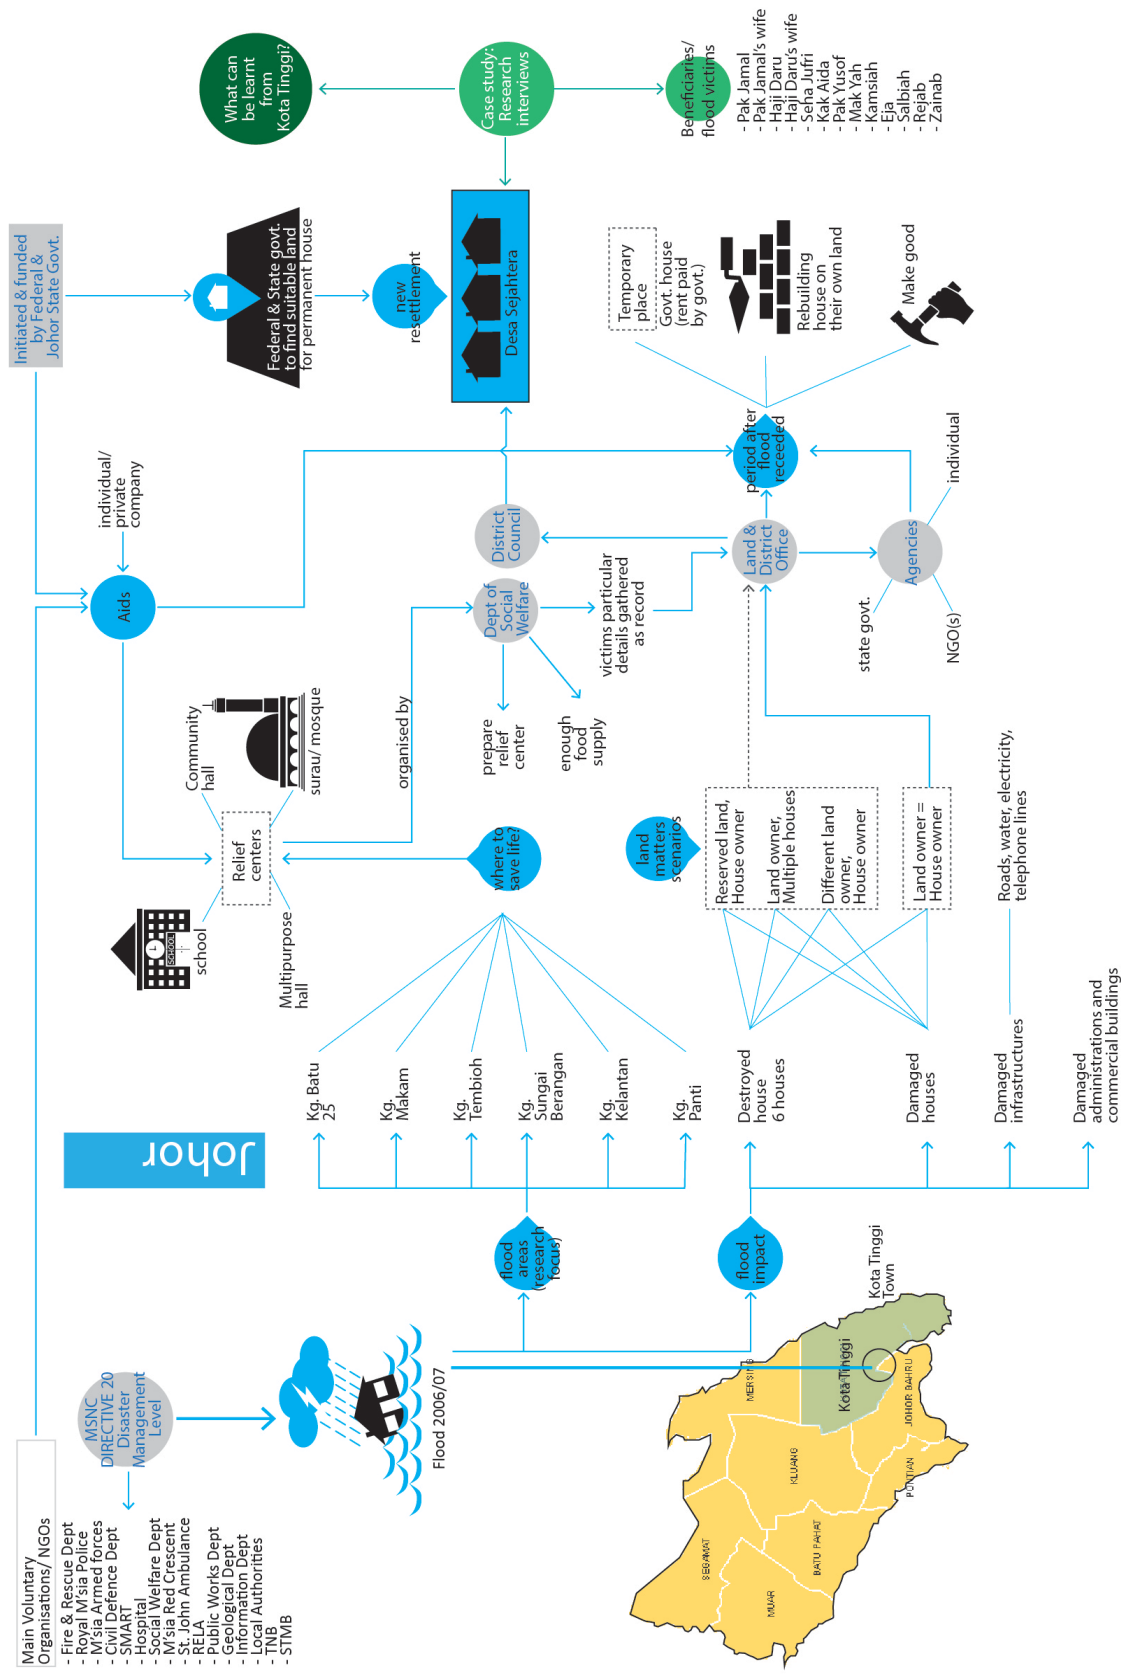 Main Voluntary
Organisations/ NGOs
- Fire & Rescue Dept
- Royal M'sia Police
- M'sia Armed forces
- Civil Defence Dept
- SMART
- Hospital
- Social Welfare Dept
- M'sia Red Crescent
- St. John Ambulance
- RELA
- Public Works Dept
- Geological Dept
- Information Dept
- Local Authorities
- TNB
- STMB
MSNC
DIRECTIVE 20
Disaster
Management
Level
Flood 2006/07
SEGAMAT
MUAR
BATU PAHAT
KLUANG
MERSING
PONTIAN
JOHOR BAHRU
Kota Tinggi
Kota Tinggi
Town
Johor
flood
areas
(research
focus)
flood
impact
Kg. Batu
25
Kg.
Makam
Kg.
Tembioh
Kg.
Sungai
Berangan
Kg.
Kelantan
Kg.
Panti
Destroyed
house
6 houses
Damaged
houses
Damaged
infrastructures
Damaged
administrations and
commercial buildings
Roads, water, electricity,
telephone lines
SCHOOL
school
Multipurpose
hall
Relief
centers
Community
hall
surau/ mosque
where to
save life?
organised by
land
matters
scenarios
Reserved land,
House owner
Land owner,
Multiple houses
Different land
owner,
House owner
Land owner =
House owner
Aids
individual/
private
company
Initiated & funded
by Federal &
Johor State Govt.
prepare
relief
center
enough
food
supply
Dept of
Social
Welfare
victims particular
details gathered
as record
District
Council
Land &
District
Office
Agencies
state govt.
NGO(s)
individual
period after
flood
receeded
Temporary
place
Govt. house
(rent paid
by govt.)
Rebuilding
house on
their own land
Make good
Federal & State govt.
to find suitable land
for permanent house
new
resettlement
Desa Sejahtera
What can
be learnt
from
Kota Tinggi?
Case study:
Research
interviews
Beneficiaries/
flood victims
- Pak Jamal
- Pak Jamal's wife
- Haji Daru
- Haji Daru's wife
- Seha Jufri
- Kak Aida
- Pak Yusof
- Mak Yah
- Kamsiah
- Eja
- Salbiah
- Rejab
- Zainab